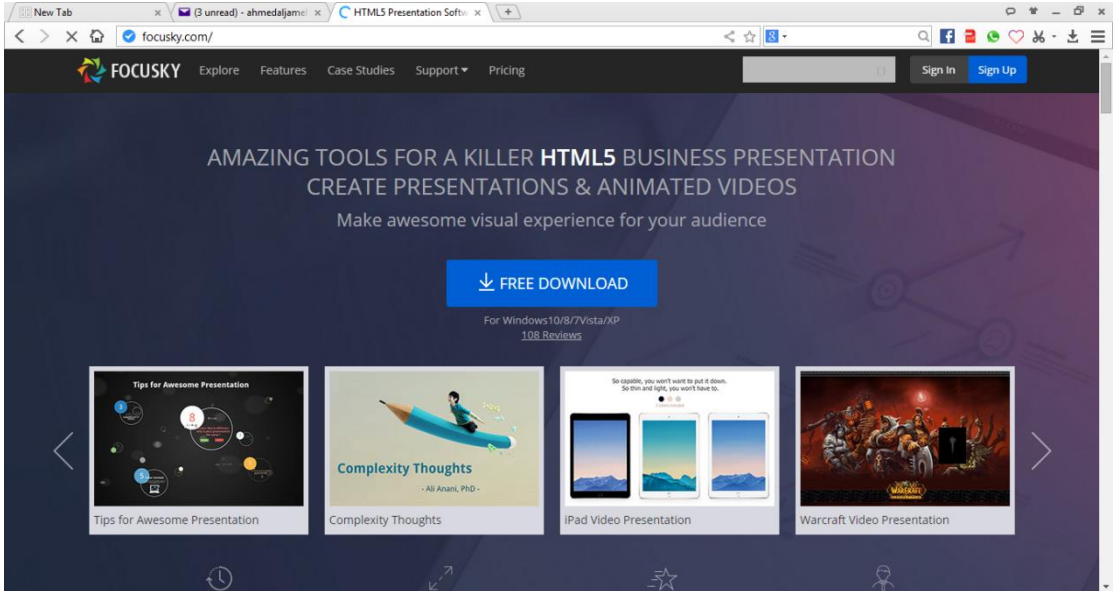 New Tab
(3 unread) - ahmedaljamel
HTML5 Presentation Softw
focusky.com/
FOCUSKY
Explore
Features
Case Studies
Support
Pricing
Sign In
Sign Up
AMAZING TOOLS FOR A KILLER HTML5 BUSINESS PRESENTATION
CREATE PRESENTATIONS & ANIMATED VIDEOS
Make awesome visual experience for your audience
FREE DOWNLOAD
For Windows10/8/7Vista/XP
108 Reviews
Tips for Awesome Presentation
3
8
5
Complexity Thoughts
- Ali Anani, PhD -
So capable, you won't want to put it down.
So thin and light, you won't have to.
WARCRAFT
Tips for Awesome Presentation
Complexity Thoughts
iPad Video Presentation
Warcraft Video Presentation